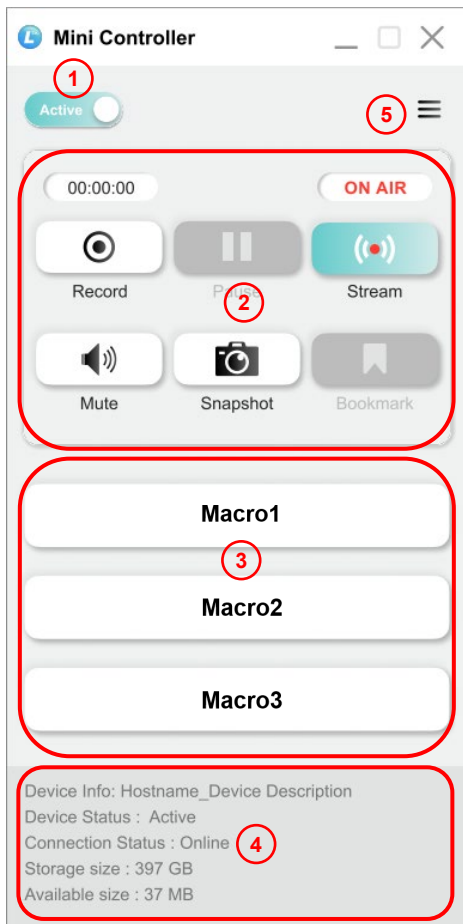 L Mini Controller
1
Active
5
00:00:00 ON AIR
Record Pause Stream
2
Mute Snapshot Bookmark
Macro1
3
Macro2
Macro3
Device Info: Hostname_Device Description
Device Status : Active
Connection Status : Online 4
Storage size : 397 GB
Available size : 37 MB